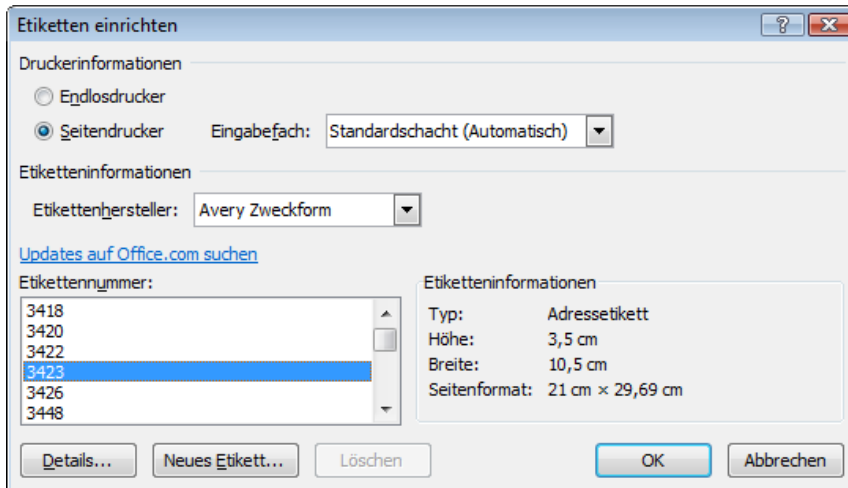 Etiketten einrichten
Druckerinformationen
Endlosdrucker
Seitendrucker Eingabefach: Standardschacht (Automatisch)
Etiketteninformationen
Etikettenhersteller: Avery Zweckform
Updates auf Office.com suchen
Etikettennummer:
3418
3420
3422
3423
3426
3448
Etiketteninformationen
Typ: Adressetikett
Höhe: 3,5 cm
Breite: 10,5 cm
Seitenformat: 21 cm × 29,69 cm
Details... Neues Etikett... Löschen OK Abbrechen